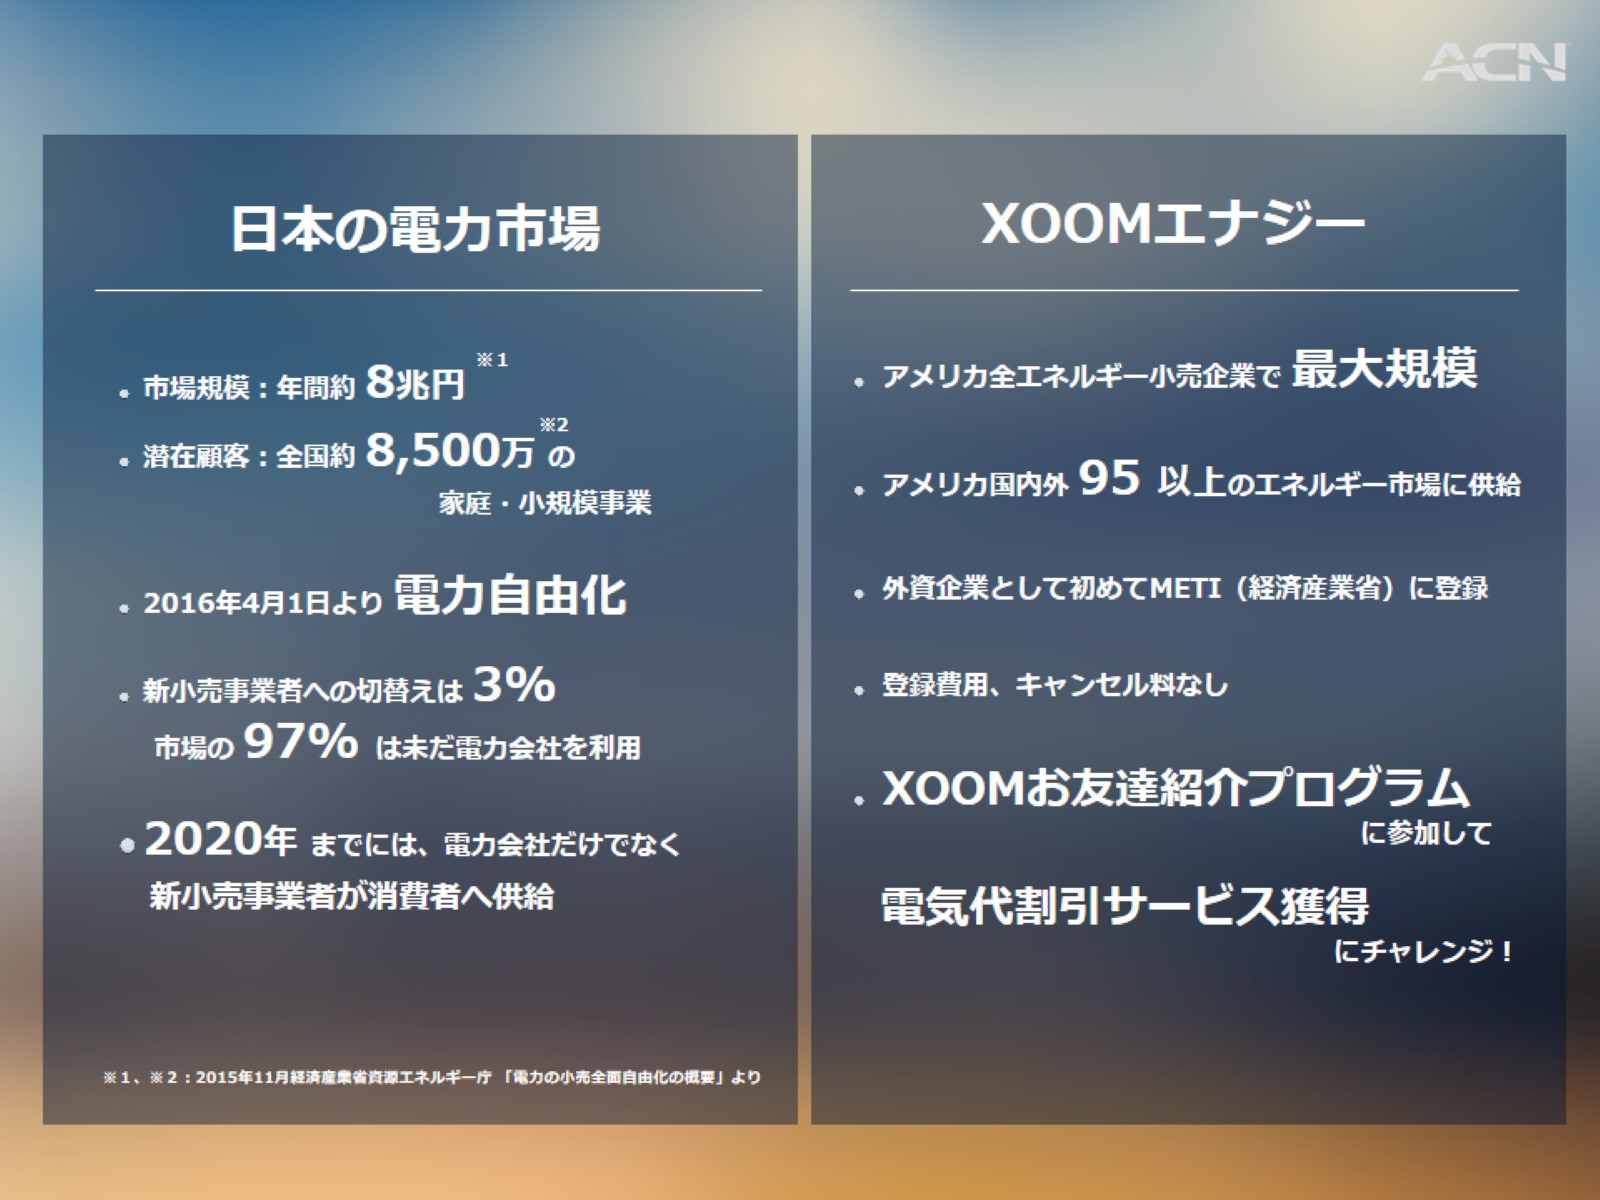 ACN
日本の電力市場
・市場規模：年間約 8兆円 ※１
・潜在顧客：全国約 8,500万 ※2 の
家庭・小規模事業
・2016年4月1日より 電力自由化
・新小売事業者への切替えは 3%
市場の 97% は未だ電力会社を利用
・2020年 までには、電力会社だけでなく
新小売事業者が消費者へ供給
※１、※２：2015年11月経済産業省資源エネルギー庁 「電力の小売全面自由化の概要」より
XOOMエナジー
・アメリカ全エネルギー小売企業で 最大規模
・アメリカ国内外 95 以上のエネルギー市場に供給
・外資企業として初めてMETI（経済産業省）に登録
・登録費用、キャンセル料なし
・XOOMお友達紹介プログラム
に参加して
電気代割引サービス獲得
にチャレンジ！